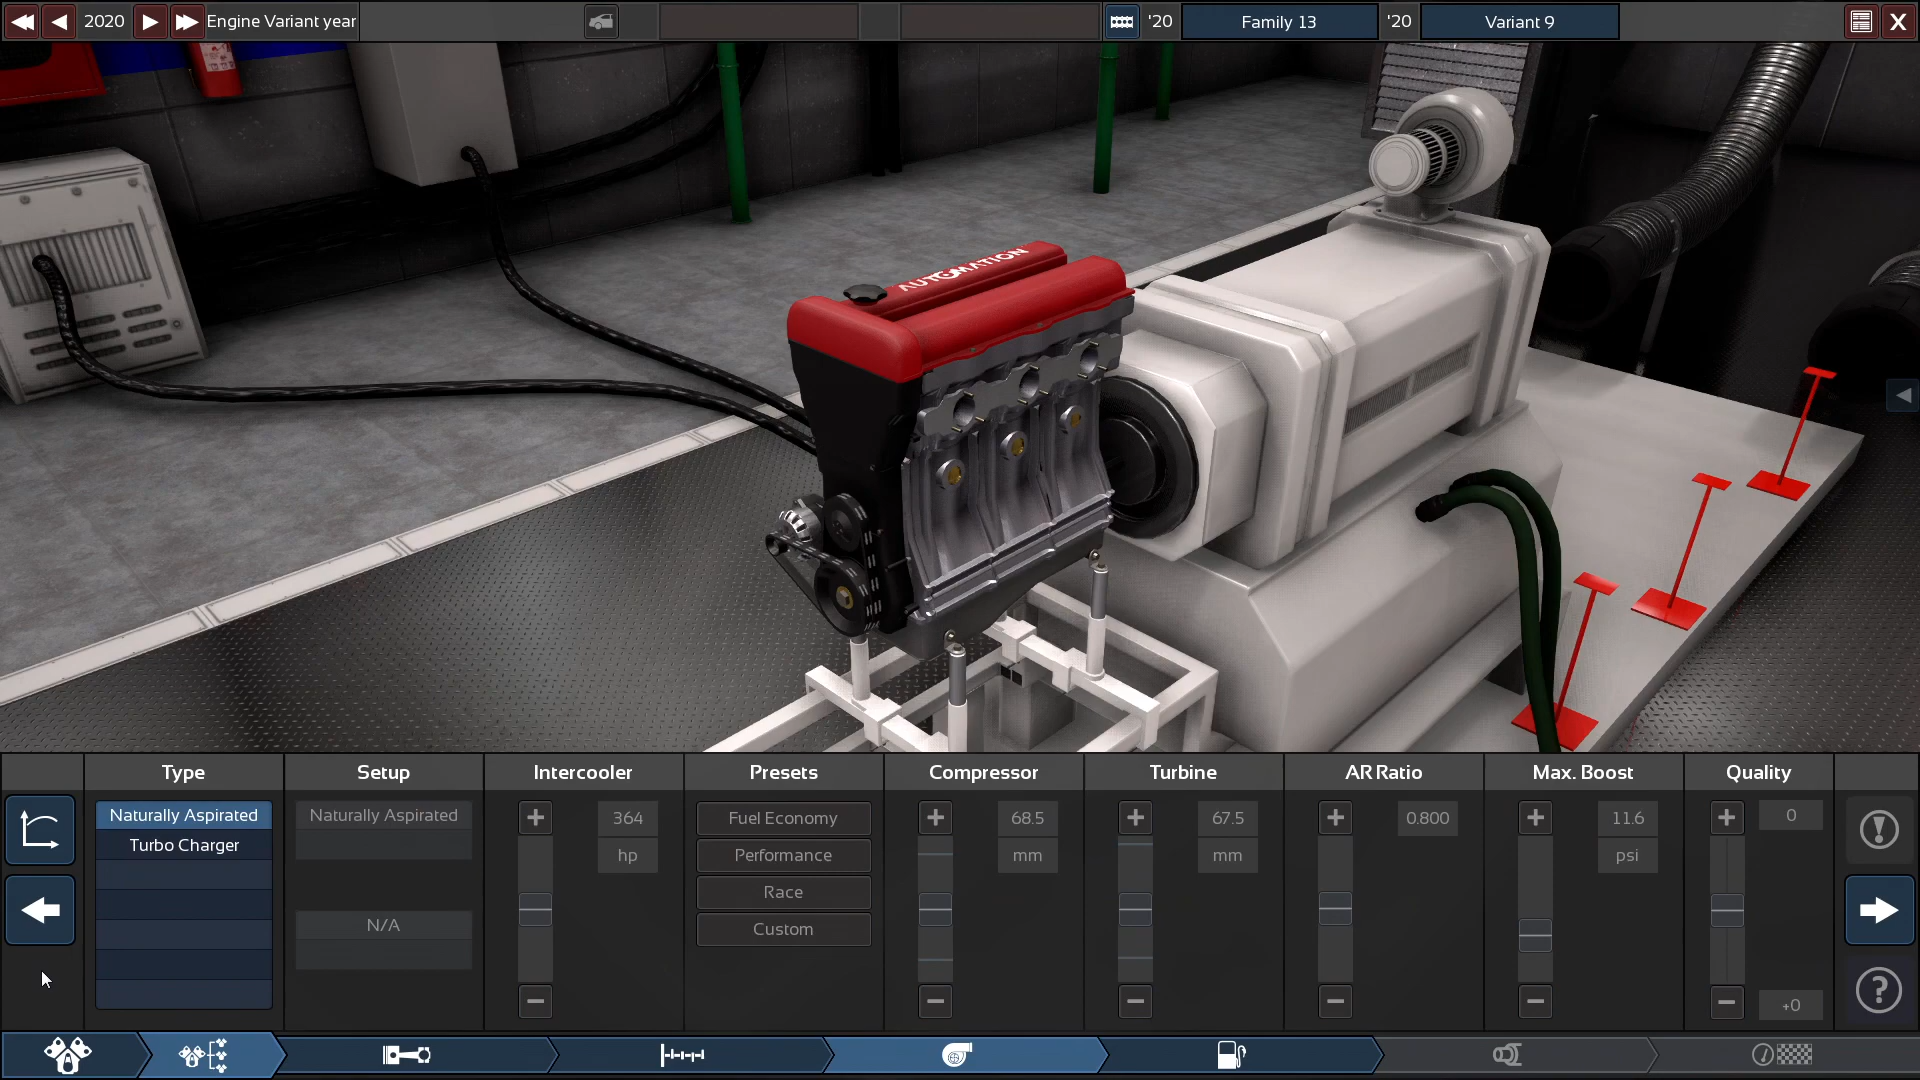 2020 Engine Variant year
'20 Family 13 '20 Variant 9
AUTOMATION
Type Setup Intercooler Presets Compressor Turbine AR Ratio Max. Boost Quality
Naturally Aspirated
Turbo Charger
Naturally Aspirated
N/A
364
hp
Fuel Economy
Performance
Race
Custom
68.5
mm
67.5
mm
0.800
11.6
psi
0
+0